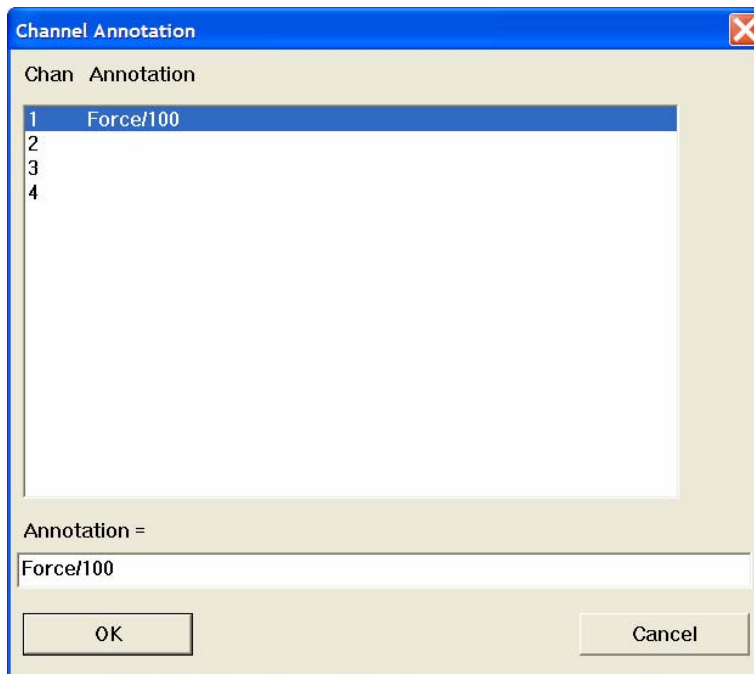 Channel Annotation
Chan Annotation
1 Force/100
2
3
4
Annotation =
Force/100
OK Cancel